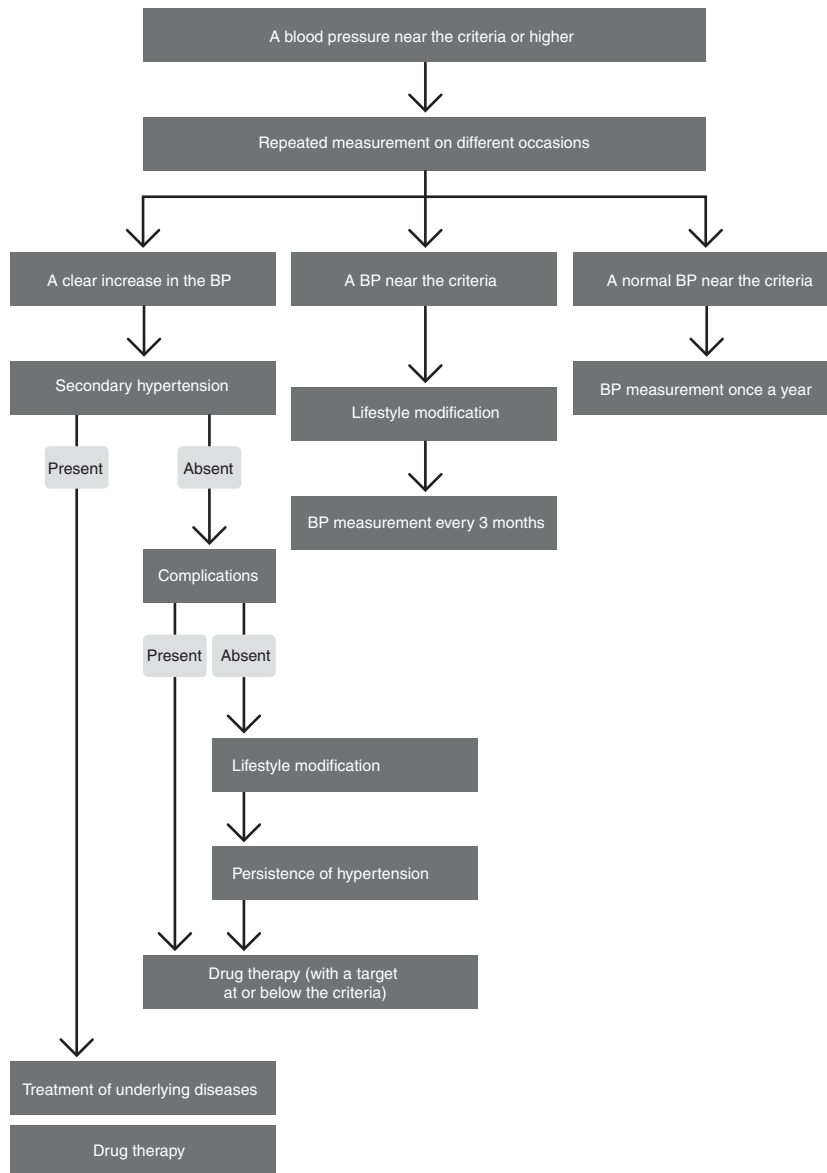 A blood pressure near the criteria or higher
Repeated measurement on different occasions
A clear increase in the BP
A BP near the criteria
A normal BP near the criteria
Secondary hypertension
Lifestyle modification
BP measurement once a year
Present
Absent
BP measurement every 3 months
Complications
Present
Absent
Lifestyle modification
Persistence of hypertension
Drug therapy (with a target
at or below the criteria)
Treatment of underlying diseases
Drug therapy